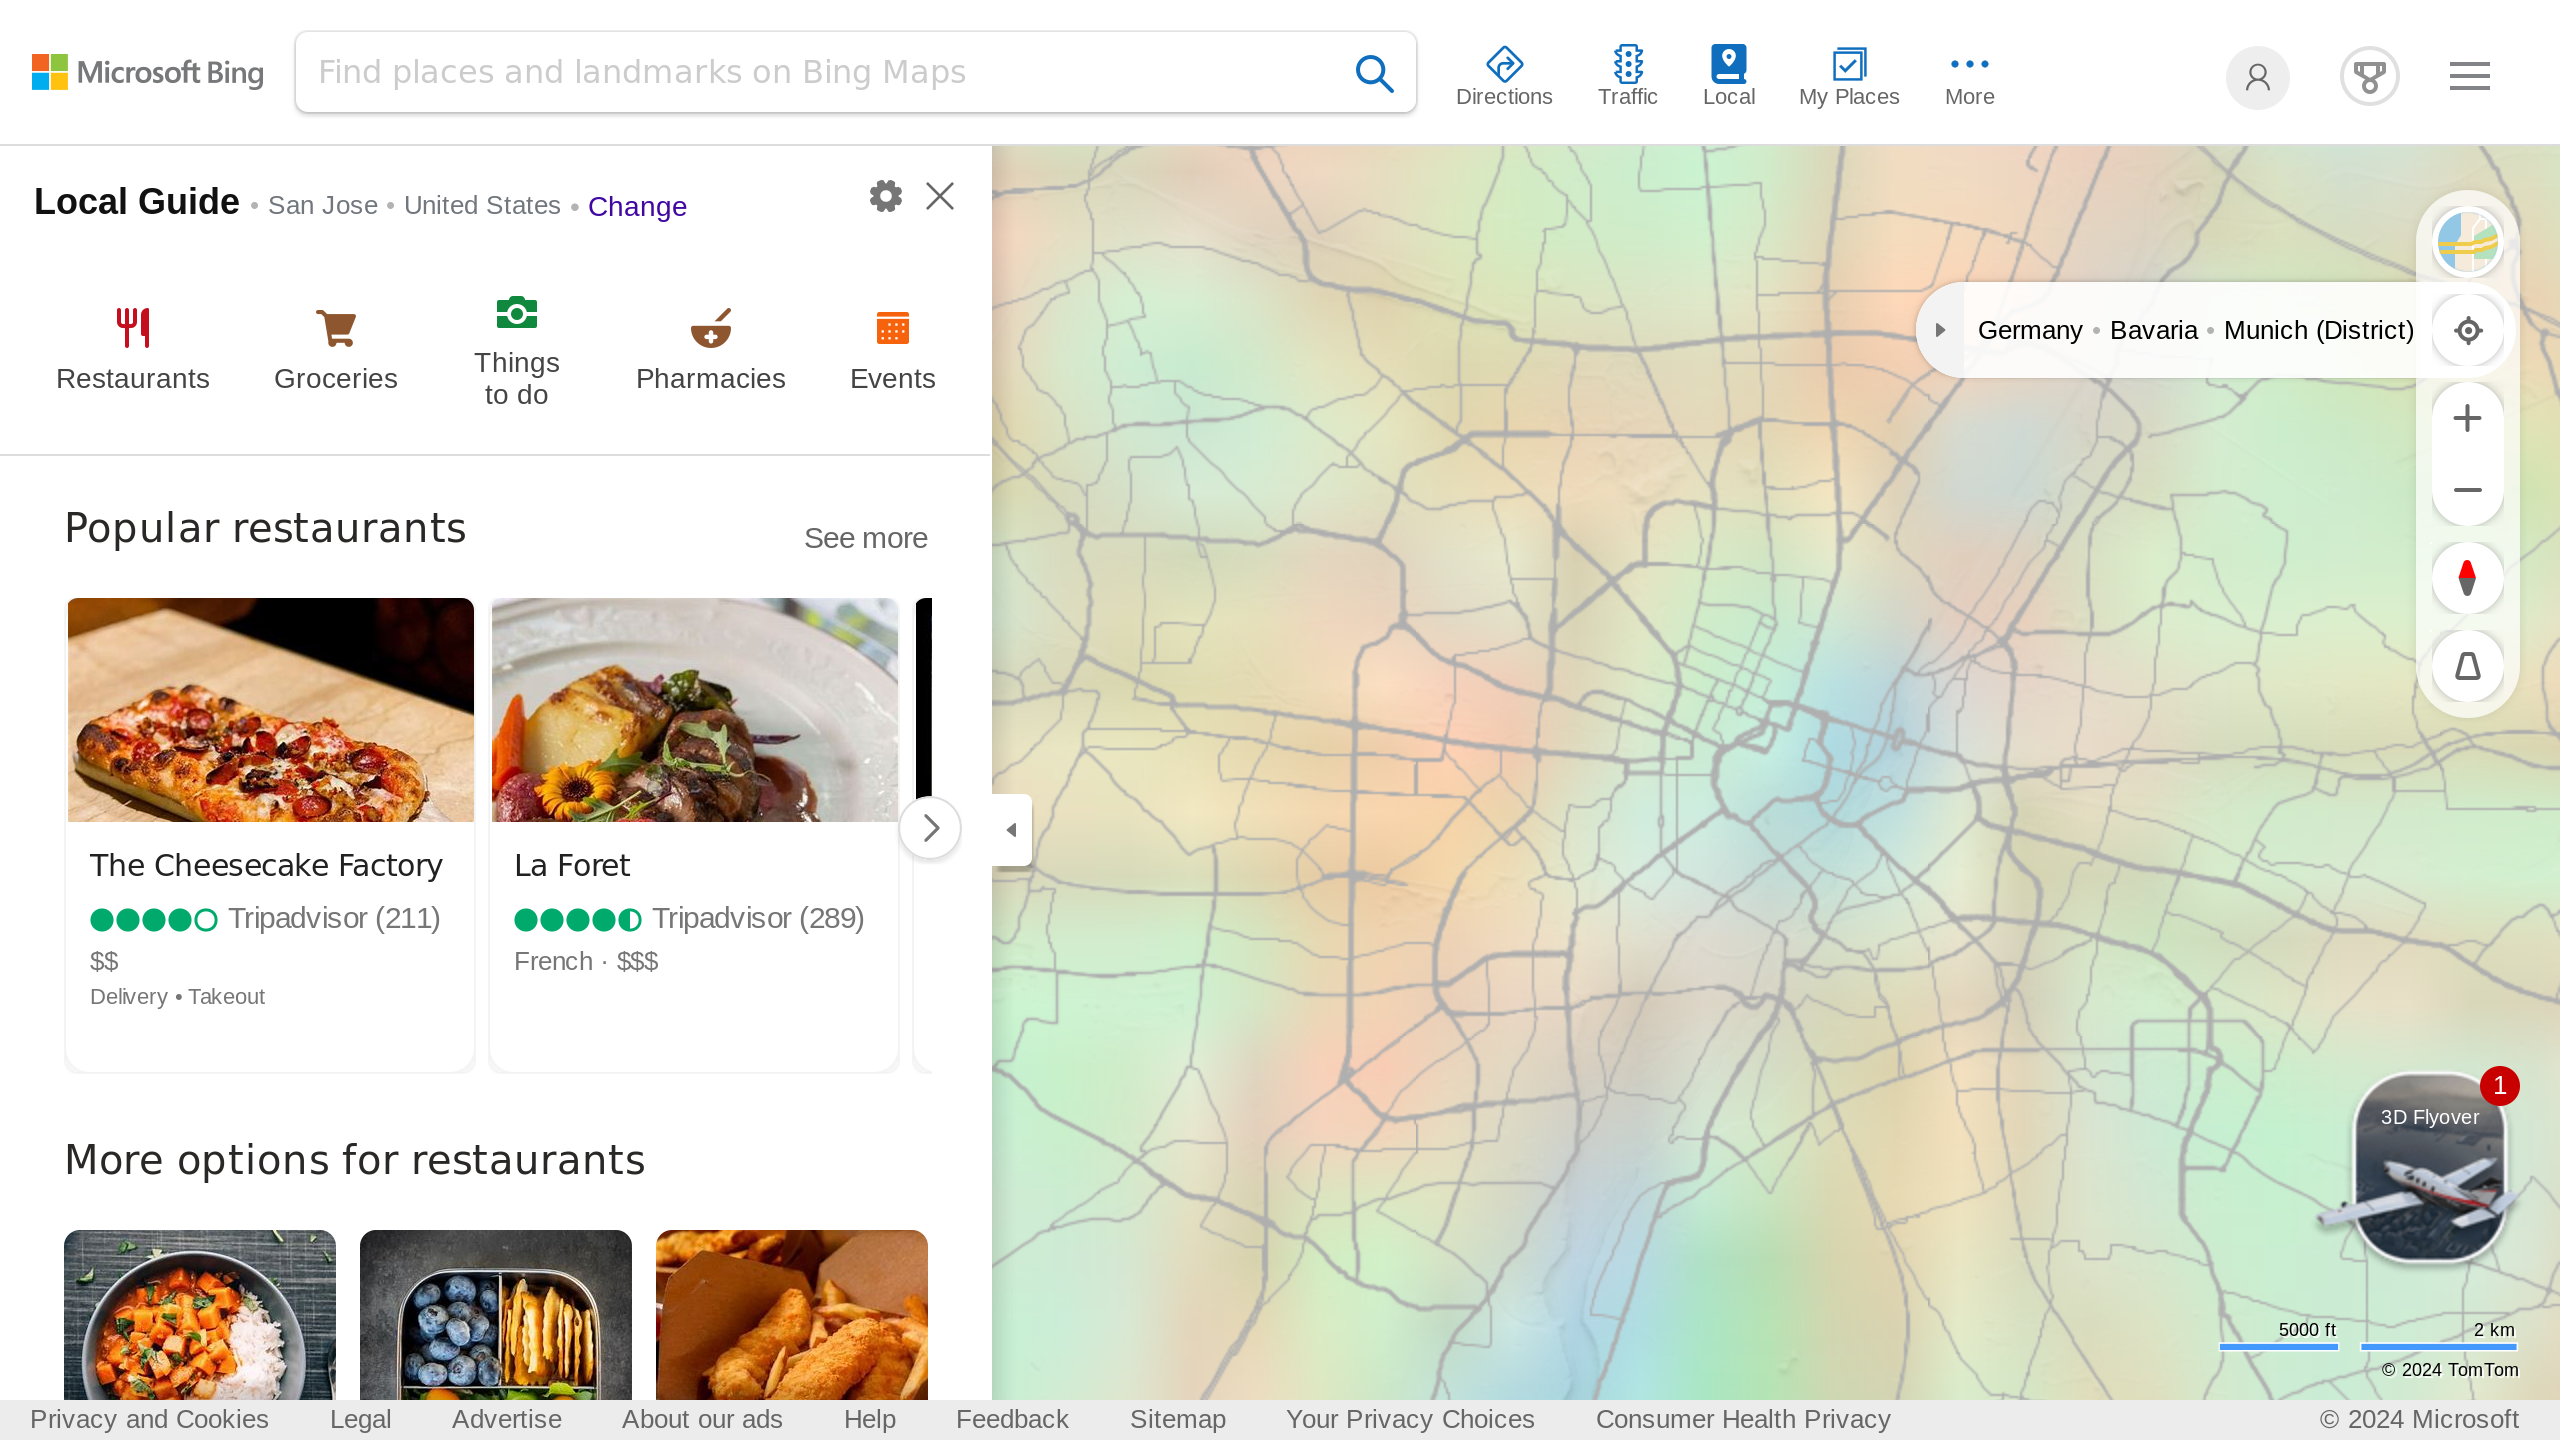 Microsoft Bing
Find places and landmarks on Bing Maps
Directions
Traffic
Local
My Places
More
Local Guide • San Jose • United States • Change
Restaurants
Groceries
Things
to do
Pharmacies
Events
Popular restaurants
See more
The Cheesecake Factory
Tripadvisor (211)
$$
Delivery • Takeout
La Foret
Tripadvisor (289)
French · $$$
More options for restaurants
Germany • Bavaria • Munich (District)
1
3D Flyover
5000 ft
2 km
© 2024 TomTom
Privacy and Cookies
Legal
Advertise
About our ads
Help
Feedback
Sitemap
Your Privacy Choices
Consumer Health Privacy
© 2024 Microsoft